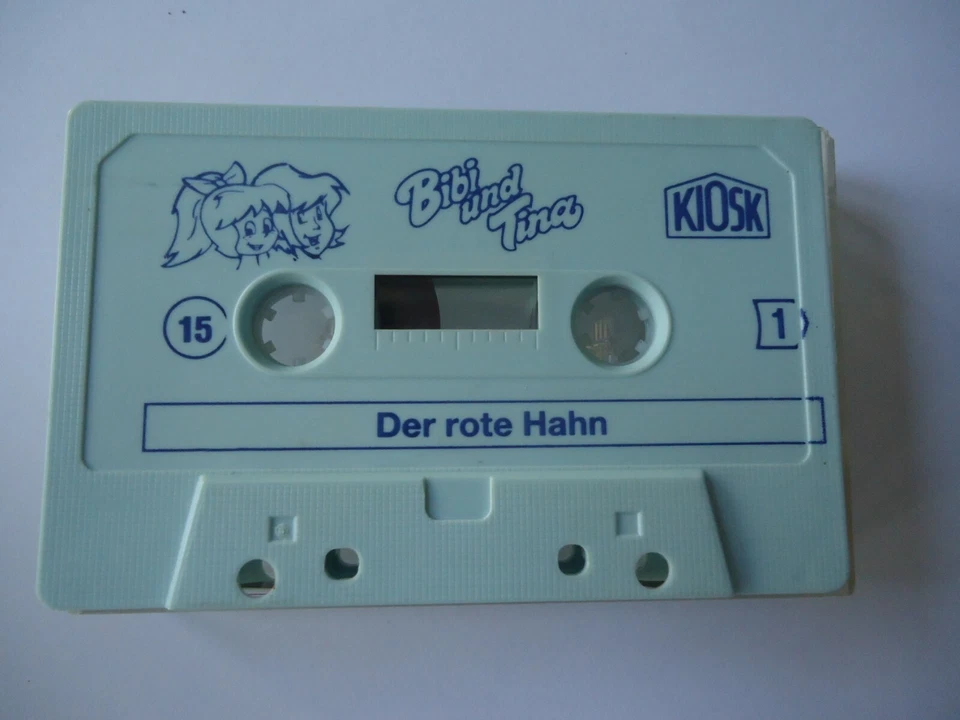 Bibi
und
Tina
KIOSK
15
1
Der rote Hahn